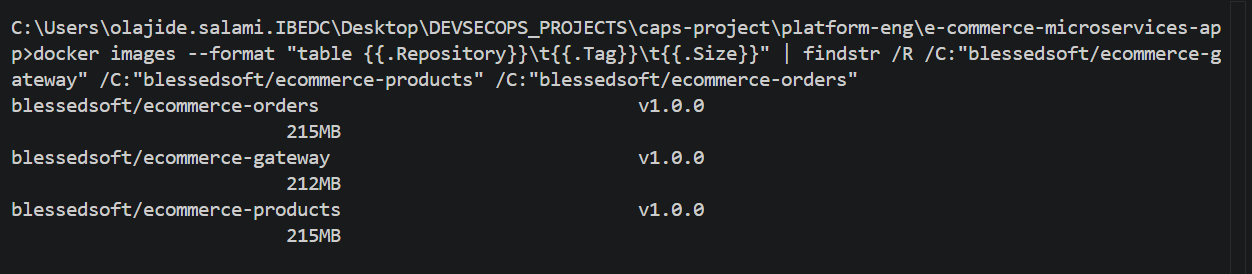 C:\Users\olajide.salami.IBEDC\Desktop\DEVSECOPS_PROJECTS\caps-project\platform-eng\e-commerce-microservices-ap
p>docker images --format "table {{.Repository}}\t{{.Tag}}\t{{.Size}}" | findstr /R /C:"blessedsoft/ecommerce-g
ateway" /C:"blessedsoft/ecommerce-products" /C:"blessedsoft/ecommerce-orders"
blessedsoft/ecommerce-orders                             v1.0.0
                         215MB
blessedsoft/ecommerce-gateway                            v1.0.0
                         212MB
blessedsoft/ecommerce-products                           v1.0.0
                         215MB